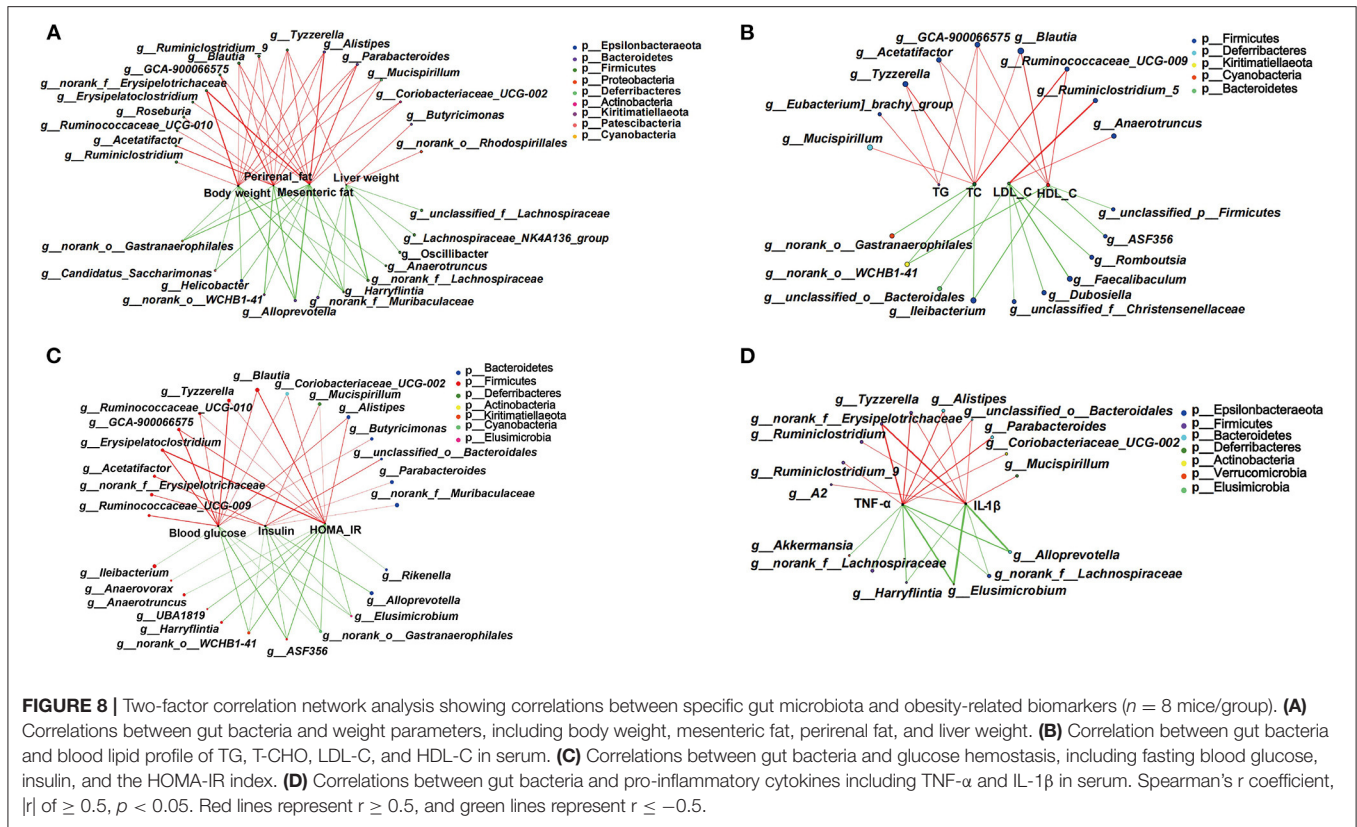 A
g__Tyzzerella
g__Ruminiclostridium_9
g__Alistipes
g__Blautia
g__Parabacteroides
g__GCA-900066575
g__Mucispirillum
g__norank_f__Erysipelotrichaceae
g__Coriobacteriaceae_UCG-002
g__Erysipelatoclostridium
g__Roseburia
g__Butyricimonas
g__Ruminococcaceae_UCG-010
g__Acetatifactor
g__norank_o__Rhodospirillales
g__Ruminiclostridium
Perirenal_fat
Liver weight
Body weight
Mesenteric fat
g__unclassified_f__Lachnospiraceae
g__norank_o__Gastranaerophilales
g__Lachnospiraceae_NK4A136_group
g__Oscillibacter
g__Candidatus_Saccharimonas
g__Anaerotruncus
g__Helicobacter
g__norank_f__Lachnospiraceae
g__norank_o__WCHB1-41
g__Harryflintia
g__norank_f__Muribaculaceae
g__Alloprevotella
p__Epsilonbacteraeota
p__Bacteroidetes
p__Firmicutes
p__Proteobacteria
p__Deferribacteres
p__Actinobacteria
p__Kiritimatiellaeota
p__Patescibacteria
p__Cyanobacteria
B
g__GCA-900066575
g__Blautia
g__Acetatifactor
g__Ruminococcaceae_UCG-009
g__Tyzzerella
g__Ruminiclostridium_5
g__Eubacterium]_brachy_group
g__Anaerotruncus
g__Mucispirillum
TG
TC
LDL_C
HDL_C
g__unclassified_p__Firmicutes
g__norank_o__Gastranaerophilales
g__ASF356
g__norank_o__WCHB1-41
g__Romboutsia
g__Faecalibaculum
g__unclassified_o__Bacteroidales
g__Dubosiella
g__Ileibacterium
g__unclassified_f__Christensenellaceae
p__Firmicutes
p__Deferribacteres
p__Kiritimatiellaeota
p__Cyanobacteria
p__Bacteroidetes
C
g__Blautia
g__Tyzzerella
g__Coriobacteriaceae_UCG-002
g__Mucispirillum
g__Ruminococcaceae_UCG-010
g__Alistipes
g__GCA-900066575
g__Butyricimonas
g__Erysipelatoclostridium
g__unclassified_o__Bacteroidales
g__Acetatifactor
g__Parabacteroides
g__norank_f__Erysipelotrichaceae
g__norank_f__Muribaculaceae
g__Ruminococcaceae_UCG-009
Blood glucose
Insulin
HOMA_IR
g__Ileibacterium
g__Rikenella
g__Anaerovorax
g__Anaerotruncus
g__Alloprevotella
g__UBA1819
g__Elusimicrobium
g__Harryflintia
g__norank_o__WCHB1-41
g__norank_o__Gastranaerophilales
g__ASF356
p__Bacteroidetes
p__Firmicutes
p__Deferribacteres
p__Actinobacteria
p__Kiritimatiellaeota
p__Cyanobacteria
p__Elusimicrobia
D
g__Tyzzerella
g__Alistipes
g__norank_f__Erysipelotrichaceae
g__unclassified_o__Bacteroidales
g__Ruminiclostridium
g__Parabacteroides
g__Coriobacteriaceae_UCG-002
g__Ruminiclostridium_9
g__Mucispirillum
g__A2
TNF-α
IL-1β
g__Akkermansia
g__Alloprevotella
g__norank_f__Lachnospiraceae
g_norank_f__Lachnospiraceae
g__Harryflintia
g__Elusimicrobium
p__Epsilonbacteraeota
p__Firmicutes
p__Bacteroidetes
p__Deferribacteres
p__Actinobacteria
p__Verrucomicrobia
p__Elusimicrobia
FIGURE 8 | Two-factor correlation network analysis showing correlations between specific gut microbiota and obesity-related biomarkers (n = 8 mice/group). (A)
Correlations between gut bacteria and weight parameters, including body weight, mesenteric fat, perirenal fat, and liver weight. (B) Correlation between gut bacteria
and blood lipid profile of TG, T-CHO, LDL-C, and HDL-C in serum. (C) Correlations between gut bacteria and glucose hemostasis, including fasting blood glucose,
insulin, and the HOMA-IR index. (D) Correlations between gut bacteria and pro-inflammatory cytokines including TNF-α and IL-1β in serum. Spearman's r coefficient,
|r| of ≥ 0.5, p < 0.05. Red lines represent r ≥ 0.5, and green lines represent r ≤ −0.5.